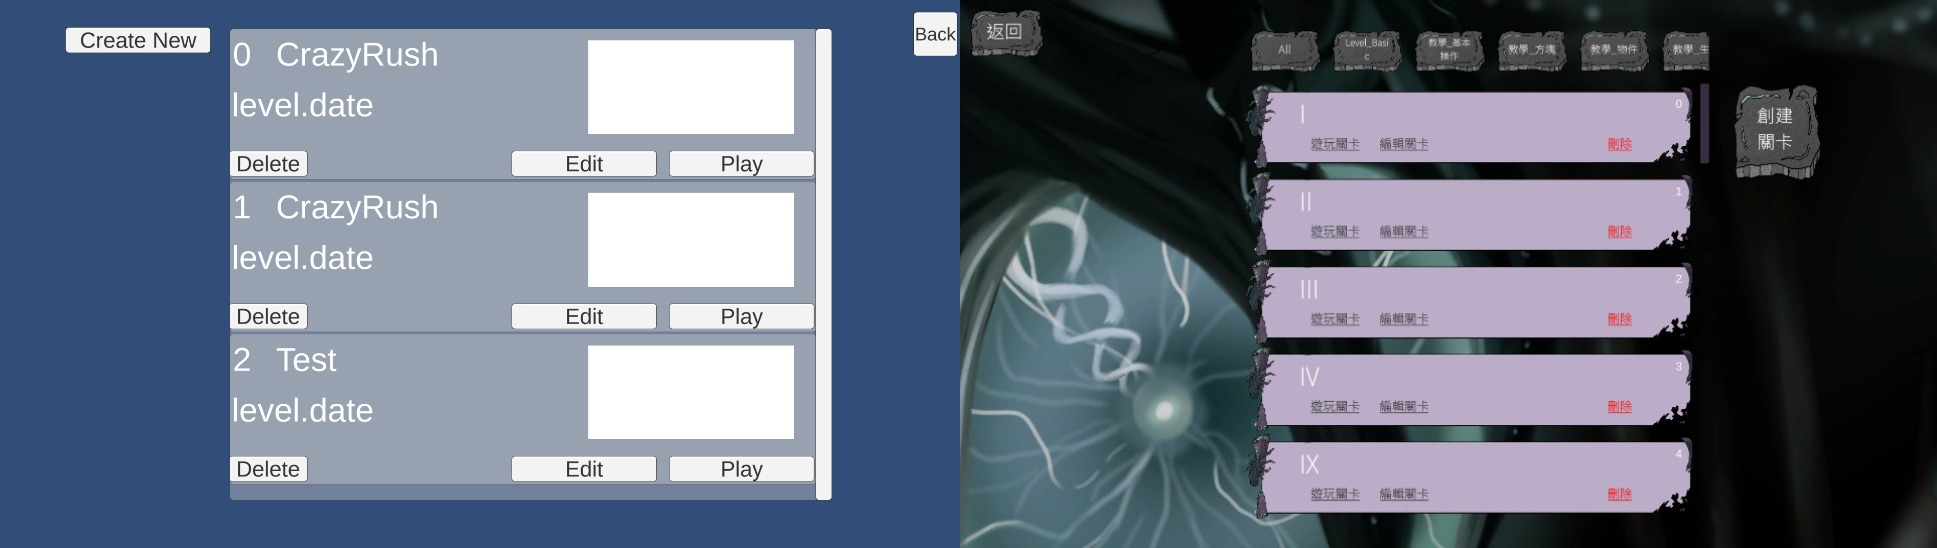 Create New
0 CrazyRush
level.date
Delete Edit Play
1 CrazyRush
level.date
Delete Edit Play
2 Test
level.date
Delete Edit Play
Back
返回
All
Level_Basi
c
教學_基本
操作
教學_方塊
教學_物件
教學_生
創建
關卡
I 0
遊玩關卡 編輯關卡 刪除
II 1
遊玩關卡 編輯關卡 刪除
III 2
遊玩關卡 編輯關卡 刪除
IV 3
遊玩關卡 編輯關卡 刪除
IX 4
遊玩關卡 編輯關卡 刪除